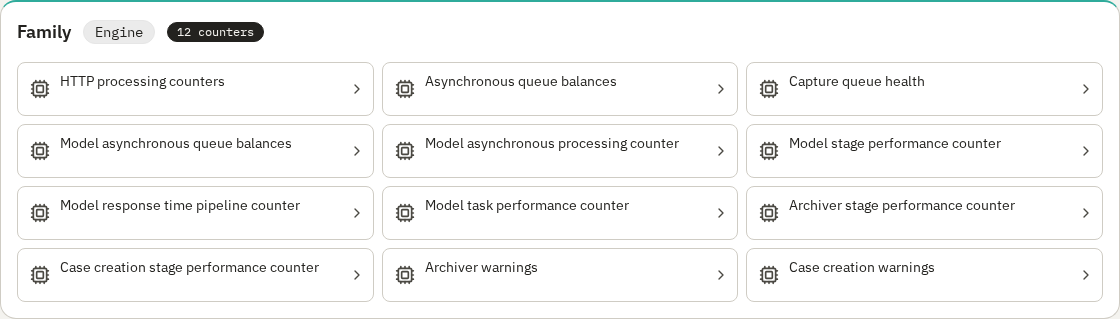 Family Engine 12 counters
HTTP processing counters
Asynchronous queue balances
Capture queue health
Model asynchronous queue balances
Model asynchronous processing counter
Model stage performance counter
Model response time pipeline counter
Model task performance counter
Archiver stage performance counter
Case creation stage performance counter
Archiver warnings
Case creation warnings